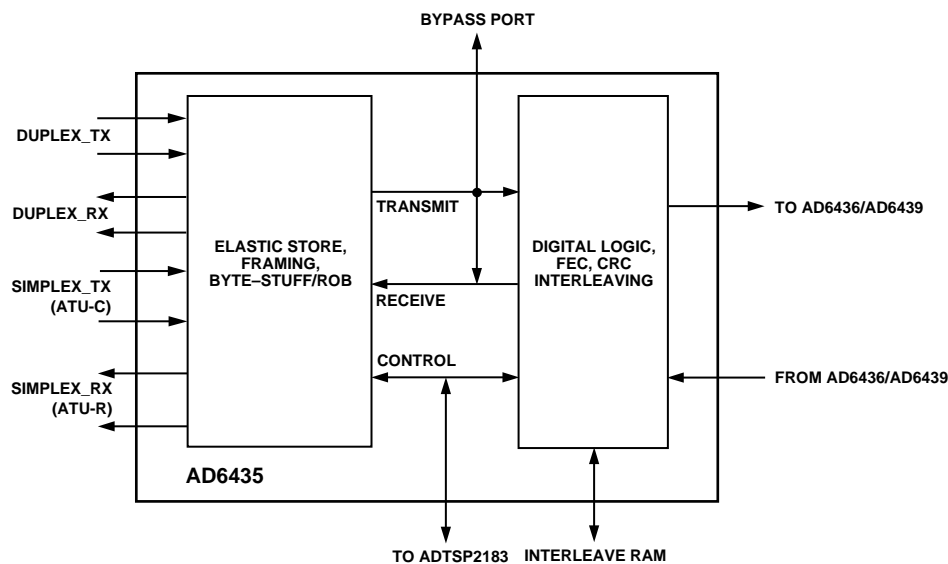 BYPASS PORT
DUPLEX_TX
DUPLEX_RX
SIMPLEX_TX
(ATU-C)
SIMPLEX_RX
(ATU-R)
ELASTIC STORE,
FRAMING,
BYTE–STUFF/ROB
TRANSMIT
RECEIVE
CONTROL
DIGITAL LOGIC,
FEC, CRC
INTERLEAVING
TO AD6436/AD6439
FROM AD6436/AD6439
AD6435
TO ADTSP2183
INTERLEAVE RAM